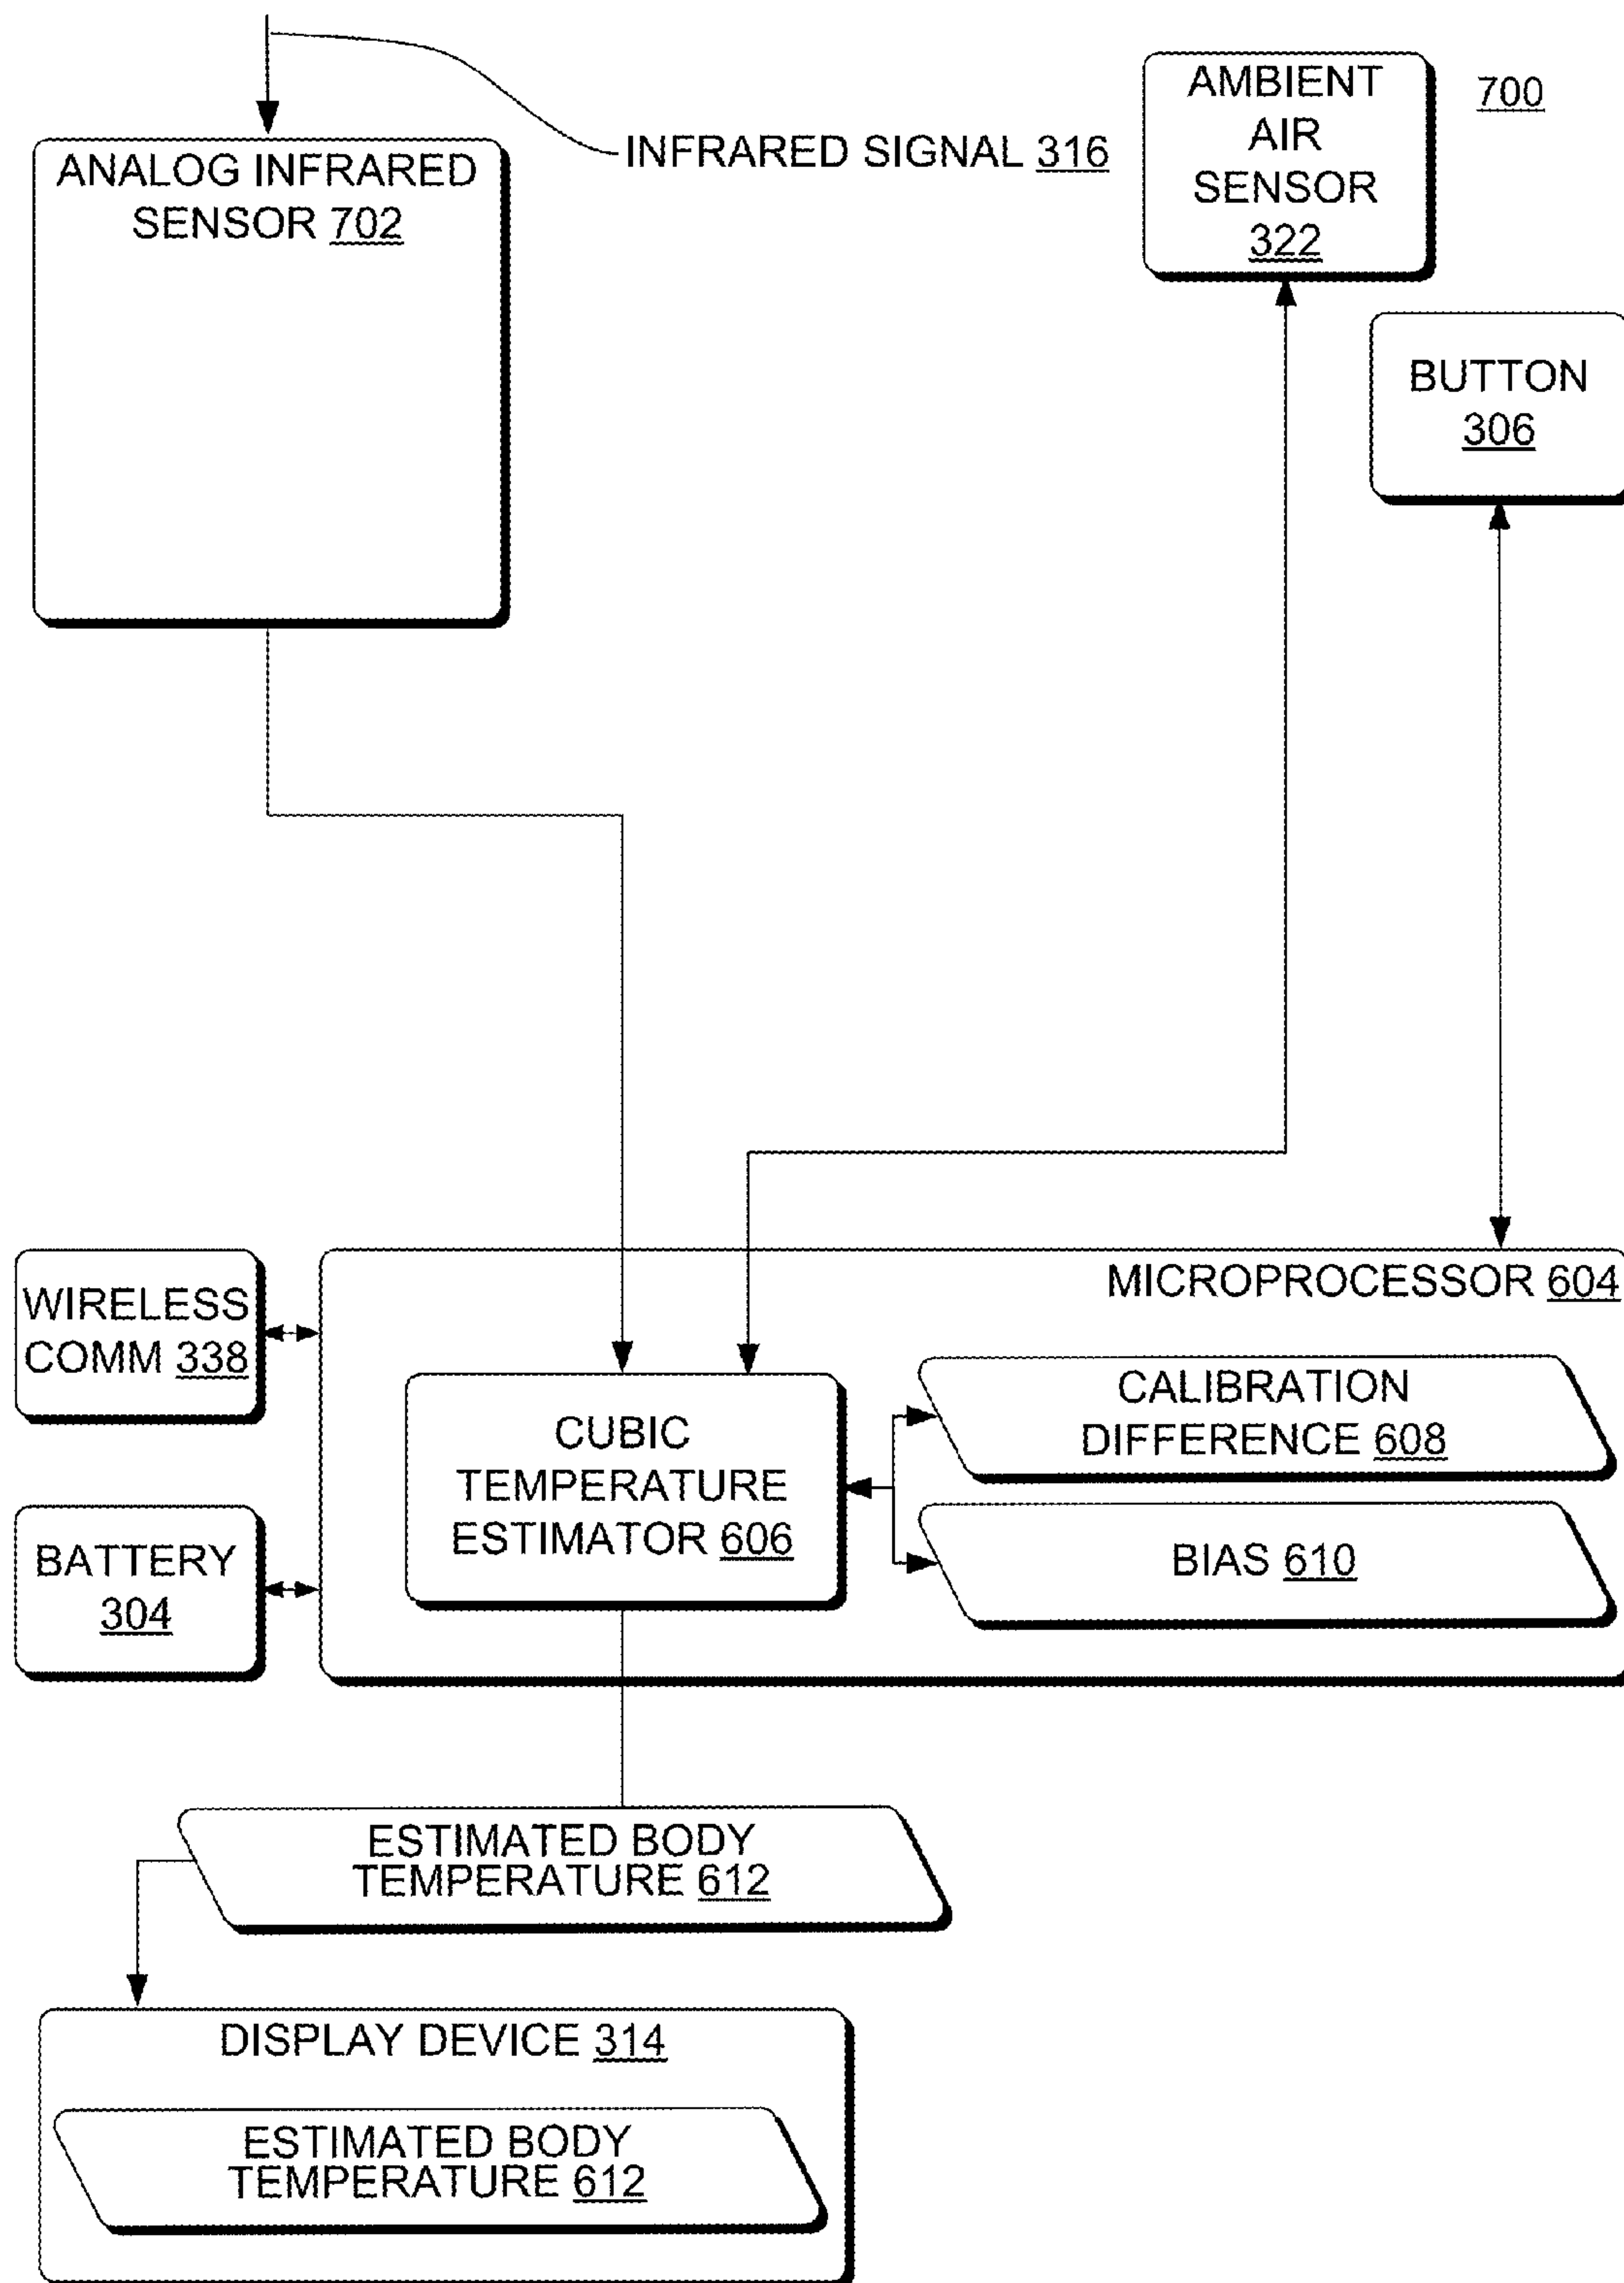 AMBIENT
AIR
SENSOR
322
700
ANALOG INFRARED
SENSOR 702
INFRARED SIGNAL 316
BUTTON
306
MICROPROCESSOR 604
WIRELESS
COMM 338
CUBIC
TEMPERATURE
ESTIMATOR 606
CALIBRATION
DIFFERENCE 608
BIAS 610
BATTERY
304
ESTIMATED BODY
TEMPERATURE 612
DISPLAY DEVICE 314
ESTIMATED BODY
TEMPERATURE 612